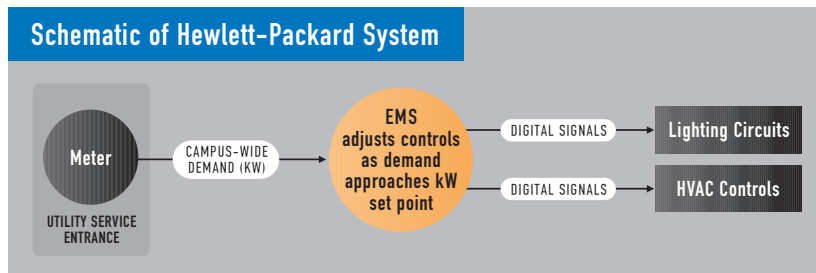 Schematic of Hewlett-Packard System
Meter
UTILITY SERVICE
ENTRANCE
CAMPUS-WIDE
DEMAND (KW)
EMS
adjusts controls
as demand
approaches kW
set point
DIGITAL SIGNALS
Lighting Circuits
DIGITAL SIGNALS
HVAC Controls